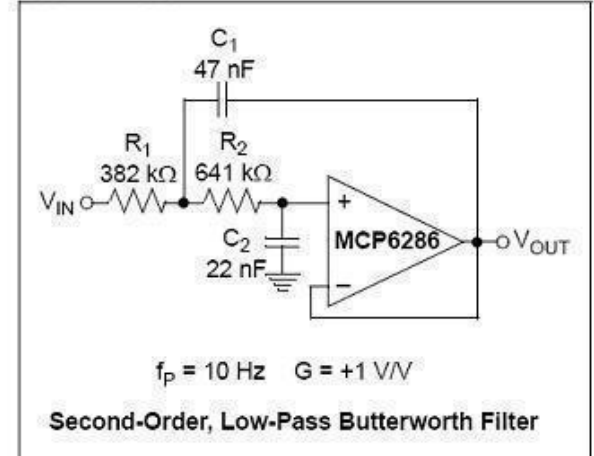 C1
47 nF
R1
382 kΩ
R2
641 kΩ
VIN
+
MCP6286
VOUT
C2
22 nF
−
fP = 10 Hz G = +1 V/V
Second-Order, Low-Pass Butterworth Filter